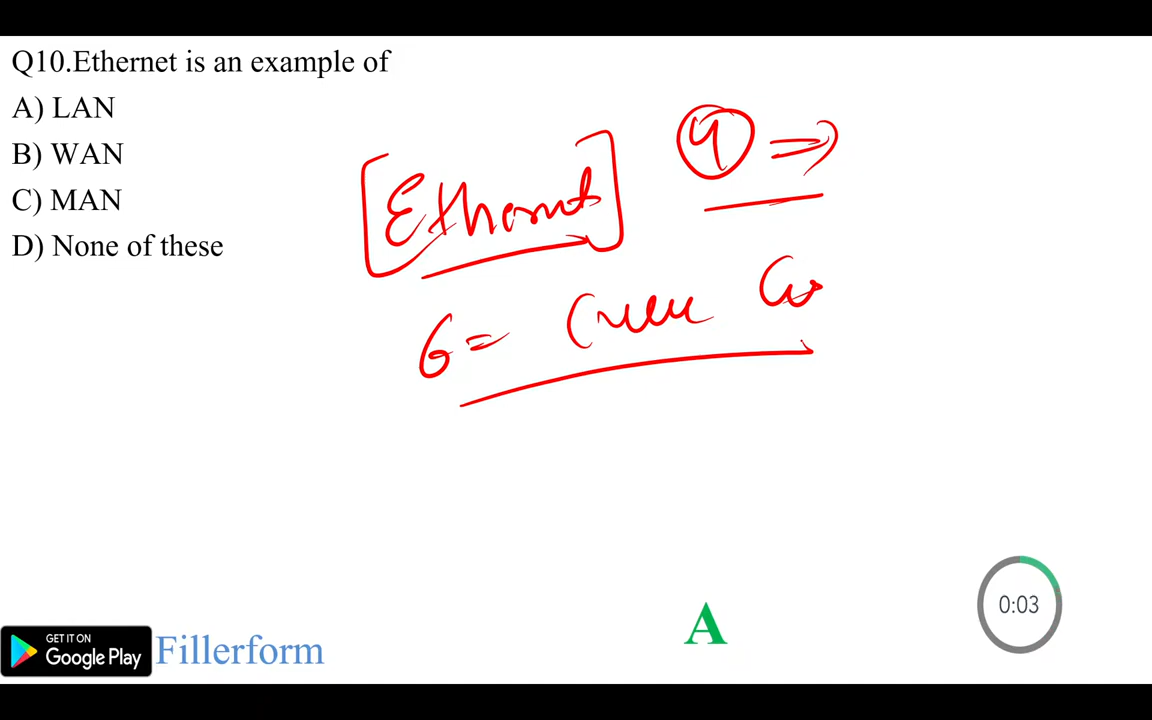 Q10.Ethernet is an example of
A) LAN
B) WAN
C) MAN
D) None of these
[Ethernet]
6=
A
0:03
GET IT ON
Google Play
Fillerform